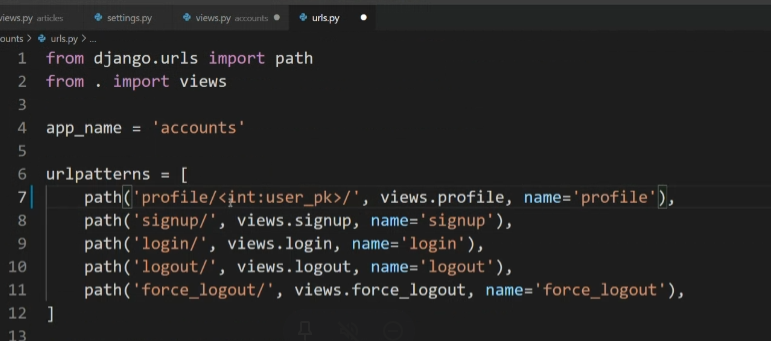 views.py articles settings.py views.py accounts urls.py
ounts > urls.py > ...
1 from django.urls import path
2 from . import views
3
4 app_name = 'accounts'
5
6 urlpatterns = [
7 path('profile/<int:user_pk>/', views.profile, name='profile'),
8 path('signup/', views.signup, name='signup'),
9 path('login/', views.login, name='login'),
10 path('logout/', views.logout, name='logout'),
11 path('force_logout/', views.force_logout, name='force_logout'),
12 ]
13